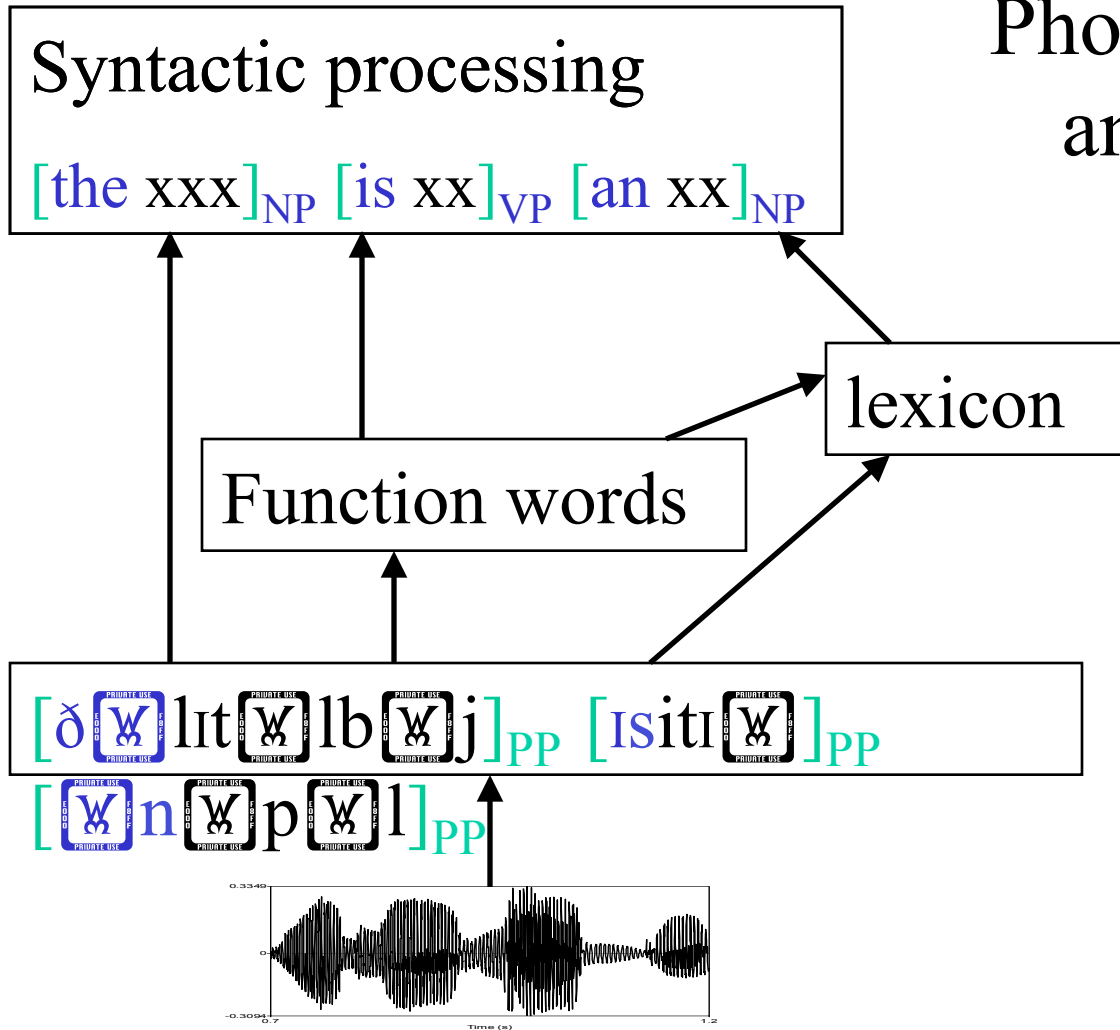 Pho
an
Syntactic processing
[the xxx]NP [is xx]VP [an xx]NP
lexicon
Function words
[ð lɪt lb j]PP [ɪsitɪ ]PP
[ n p l]PP
0.3349
0
-0.3094
0.7
1.2
Time (s)